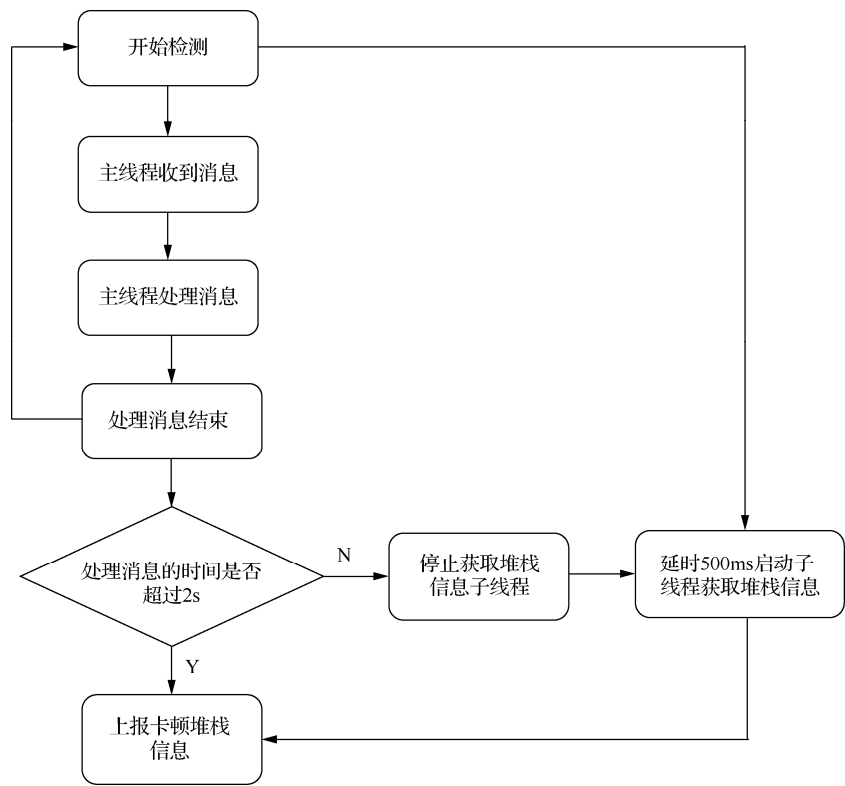 开始检测
主线程收到消息
主线程处理消息
处理消息结束
处理消息的时间是否
超过2s
N
停止获取堆栈
信息子线程
延时500ms启动子
线程获取堆栈信息
Y
上报卡顿堆栈
信息